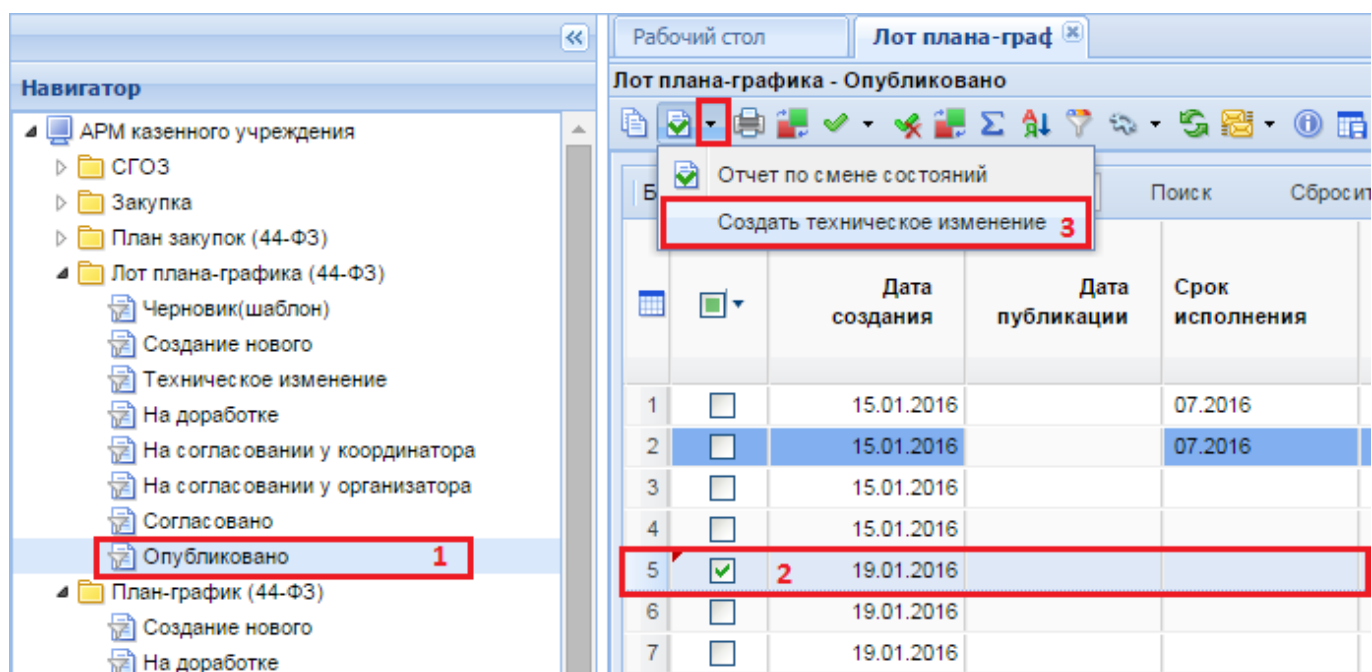 Рабочий стол
Лот плана-граф
Навигатор
Лот плана-графика - Опубликовано
АРМ казенного учреждения
СГОЗ
Закупка
План закупок (44-ФЗ)
Лот плана-графика (44-ФЗ)
Черновик(шаблон)
Создание нового
Техническое изменение
На доработке
На согласовании у координатора
На согласовании у организатора
Согласовано
Опубликовано 1
План-график (44-ФЗ)
Создание нового
На доработке
Отчет по смене состояний
Создать техническое изменение 3
Б
Поиск
Сбросит
Дата создания
Дата публикации
Срок исполнения
1 15.01.2016 07.2016
2 15.01.2016 07.2016
3 15.01.2016
4 15.01.2016
5 2 19.01.2016
6 19.01.2016
7 19.01.2016